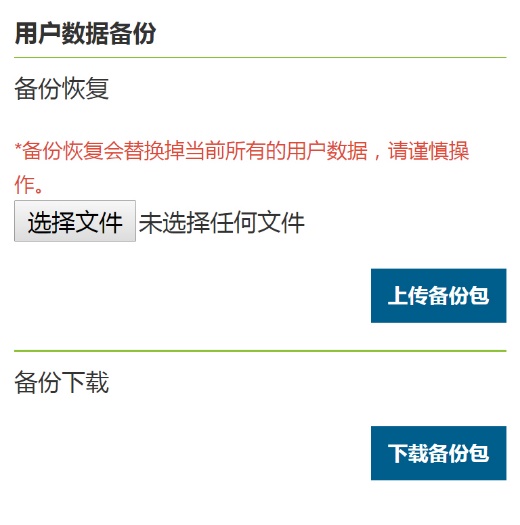 用户数据备份
备份恢复
*备份恢复会替换掉当前所有的用户数据，请谨慎操
作。
选择文件 未选择任何文件
上传备份包
备份下载
下载备份包